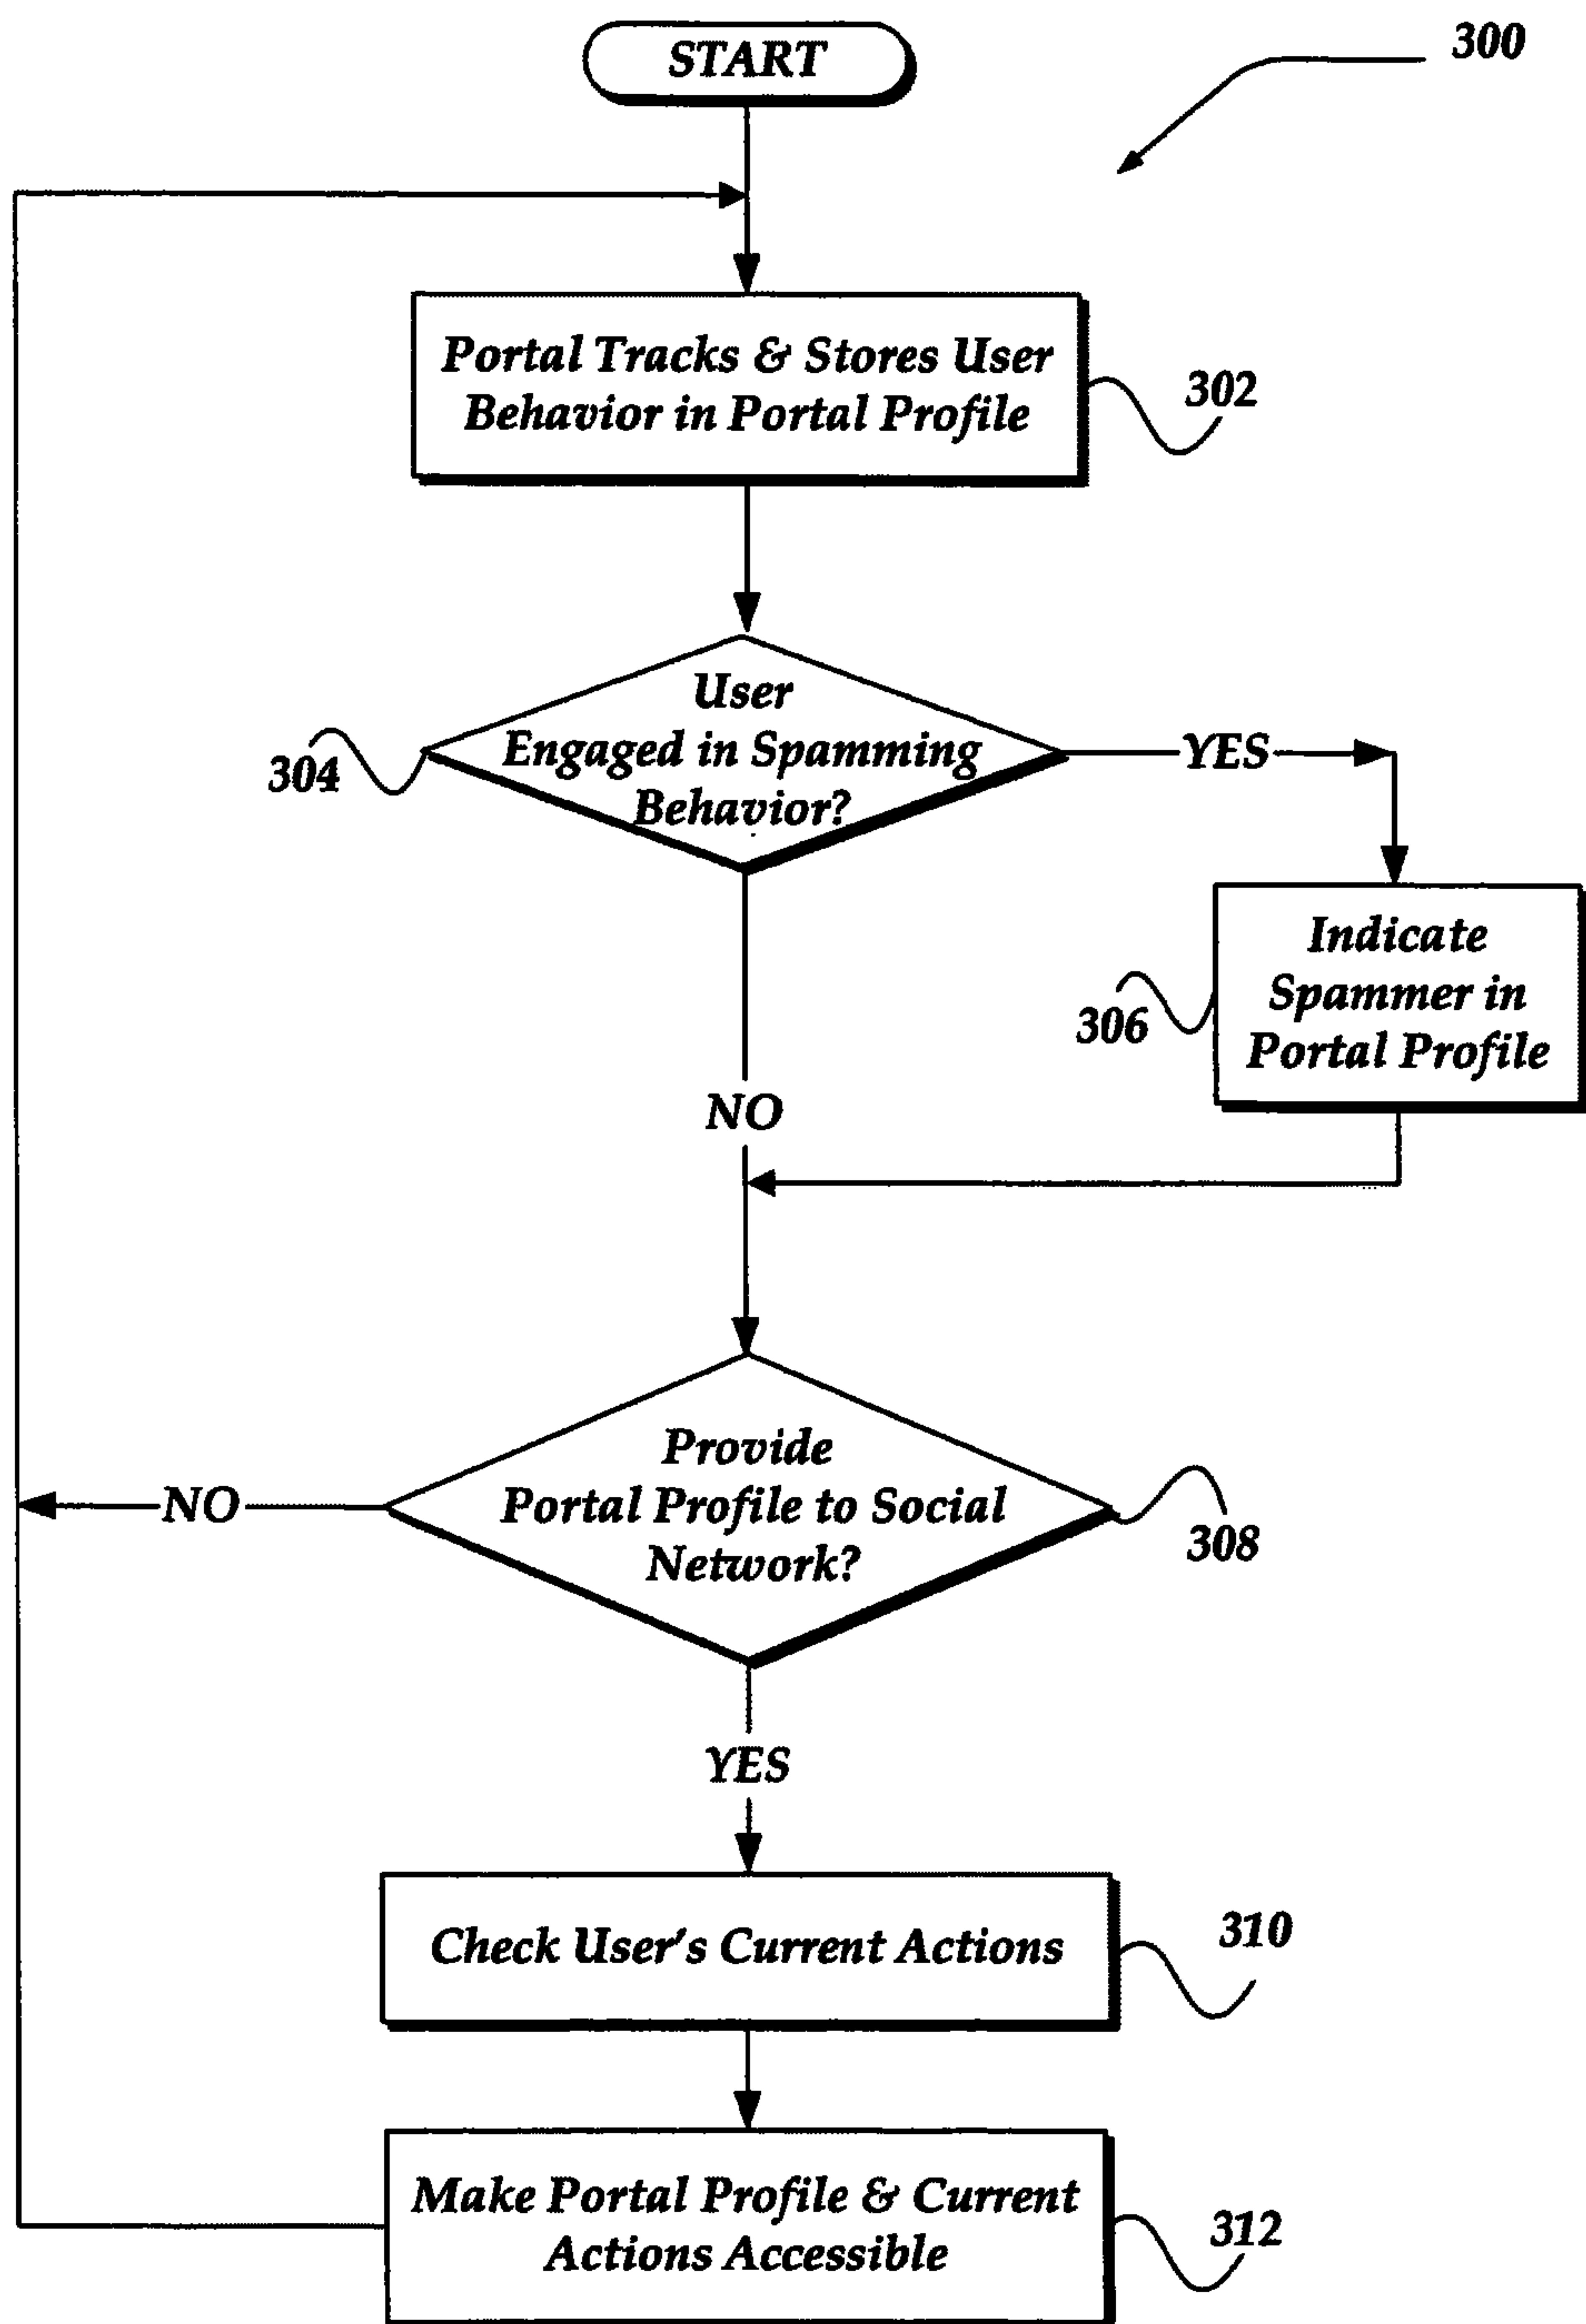 START
300
Portal Tracks & Stores User
Behavior in Portal Profile
302
User
Engaged in Spamming
Behavior?
304
YES
Indicate
Spammer in
Portal Profile
306
NO
Provide
Portal Profile to Social
Network?
NO
308
YES
Check User's Current Actions
310
Make Portal Profile & Current
Actions Accessible
312